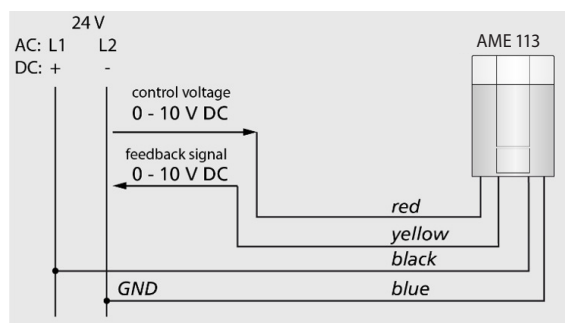 24 V
AC: L1 L2
DC: + -
AME 113
control voltage
0 - 10 V DC
feedback signal
0 - 10 V DC
red
yellow
black
GND blue